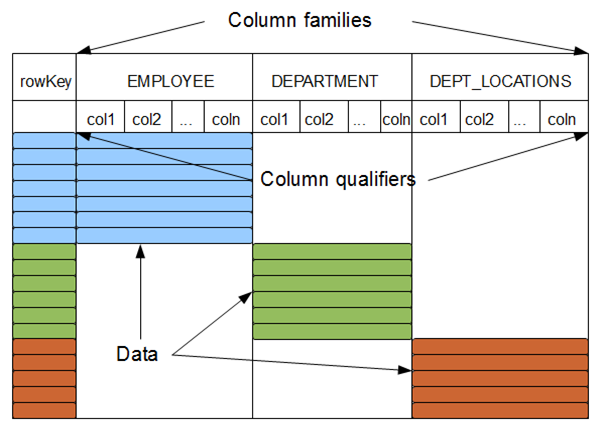 Column families
rowKey EMPLOYEE DEPARTMENT DEPT_LOCATIONS
col1 col2 ... coln col1 col2 ... coln col1 col2 ... coln
Column qualifiers
Data